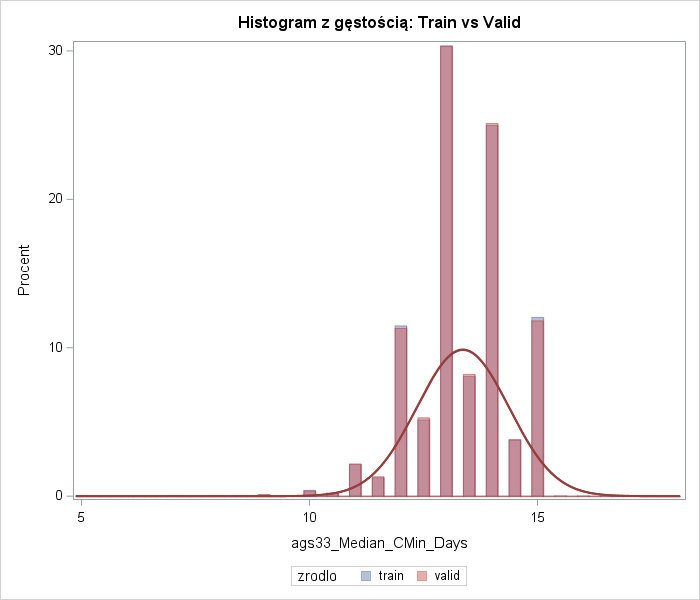 Histogram z gęstością: Train vs Valid
30
20
10
0
Procent
5 10 15
ags33_Median_CMin_Days
zrodlo train valid